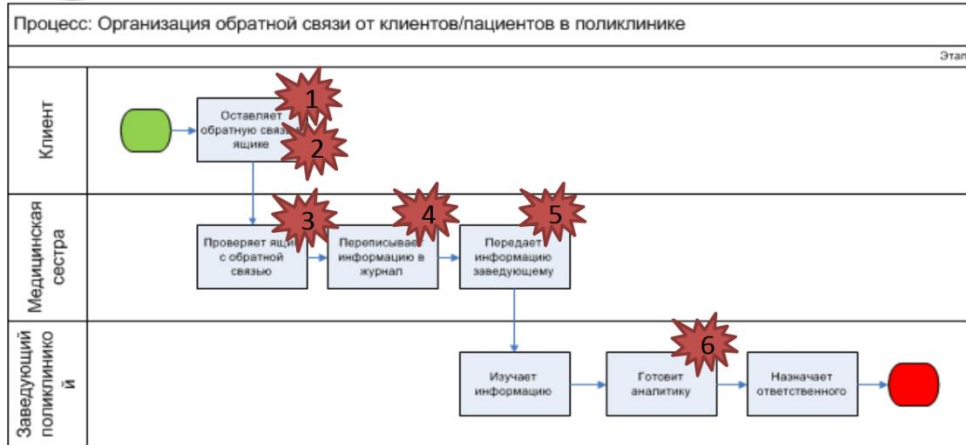 Процесс: Организация обратной связи от клиентов/пациентов в поликлинике
Этап
Клиент
Оставляет
обратную связь
ящике
1
2
Медицинская
сестра
Проверяет ящик
с обратной
связью
3
Переписывает
информацию в
журнал
4
Передает
информацию
заведующему
5
Заведующий
поликлинико
й
Изучает
информацию
Готовит
аналитику
6
Назначает
ответственного